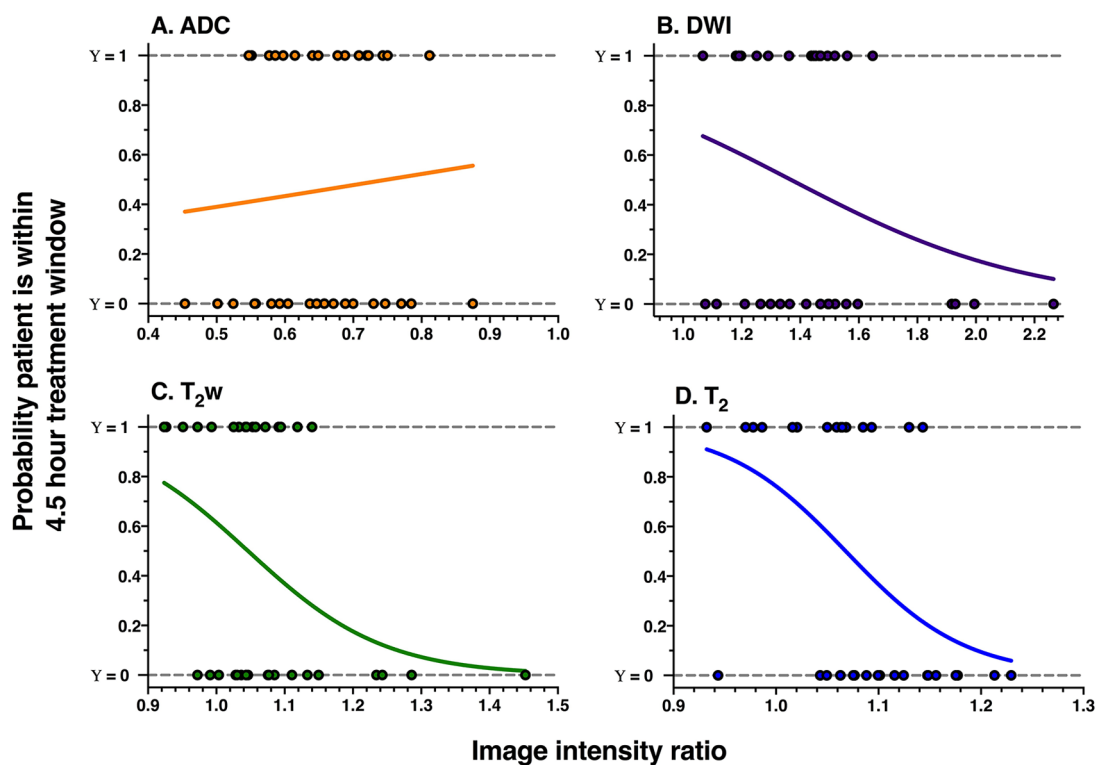 A. ADC
Y = 1
0.8
0.6
0.4
0.2
Y = 0
0.4 0.5 0.6 0.7 0.8 0.9 1.0
B. DWI
Y = 1
0.8
0.6
0.4
0.2
Y = 0
1.0 1.2 1.4 1.6 1.8 2.0 2.2
Probability patient is within
4.5 hour treatment window
C. T2w
Y = 1
0.8
0.6
0.4
0.2
Y = 0
0.9 1.0 1.1 1.2 1.3 1.4 1.5
D. T2
Y = 1
0.8
0.6
0.4
0.2
Y = 0
0.9 1.0 1.1 1.2 1.3
Image intensity ratio